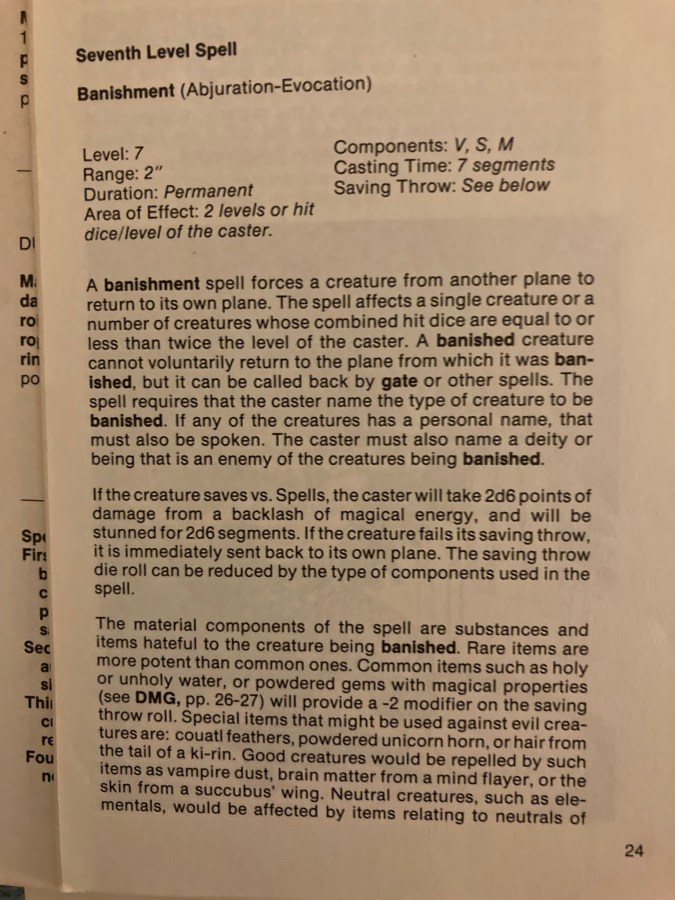 Seventh Level Spell
Banishment (Abjuration-Evocation)
Level: 7
Range: 2"
Duration: Permanent
Area of Effect: 2 levels or hit
dice/level of the caster.
Components: V, S, M
Casting Time: 7 segments
Saving Throw: See below
A banishment spell forces a creature from another plane to
return to its own plane. The spell affects a single creature or a
number of creatures whose combined hit dice are equal to or
less than twice the level of the caster. A banished creature
cannot voluntarily return to the plane from which it was ban-
ished, but it can be called back by gate or other spells. The
spell requires that the caster name the type of creature to be
banished. If any of the creatures has a personal name, that
must also be spoken. The caster must also name a deity or
being that is an enemy of the creatures being banished.
If the creature saves vs. Spells, the caster will take 2d6 points of
damage from a backlash of magical energy, and will be
stunned for 2d6 segments. If the creature fails its saving throw,
it is immediately sent back to its own plane. The saving throw
die roll can be reduced by the type of components used in the
spell.
The material components of the spell are substances and
items hateful to the creature being banished. Rare items are
more potent than common ones. Common items such as holy
or unholy water, or powdered gems with magical properties
(see DMG, pp. 26-27) will provide a -2 modifier on the saving
throw roll. Special items that might be used against evil crea-
tures are: couatl feathers, powdered unicorn horn, or hair from
the tail of a ki-rin. Good creatures would be repelled by such
items as vampire dust, brain matter from a mind flayer, or the
skin from a succubus' wing. Neutral creatures, such as ele-
mentals, would be affected by items relating to neutrals of
24